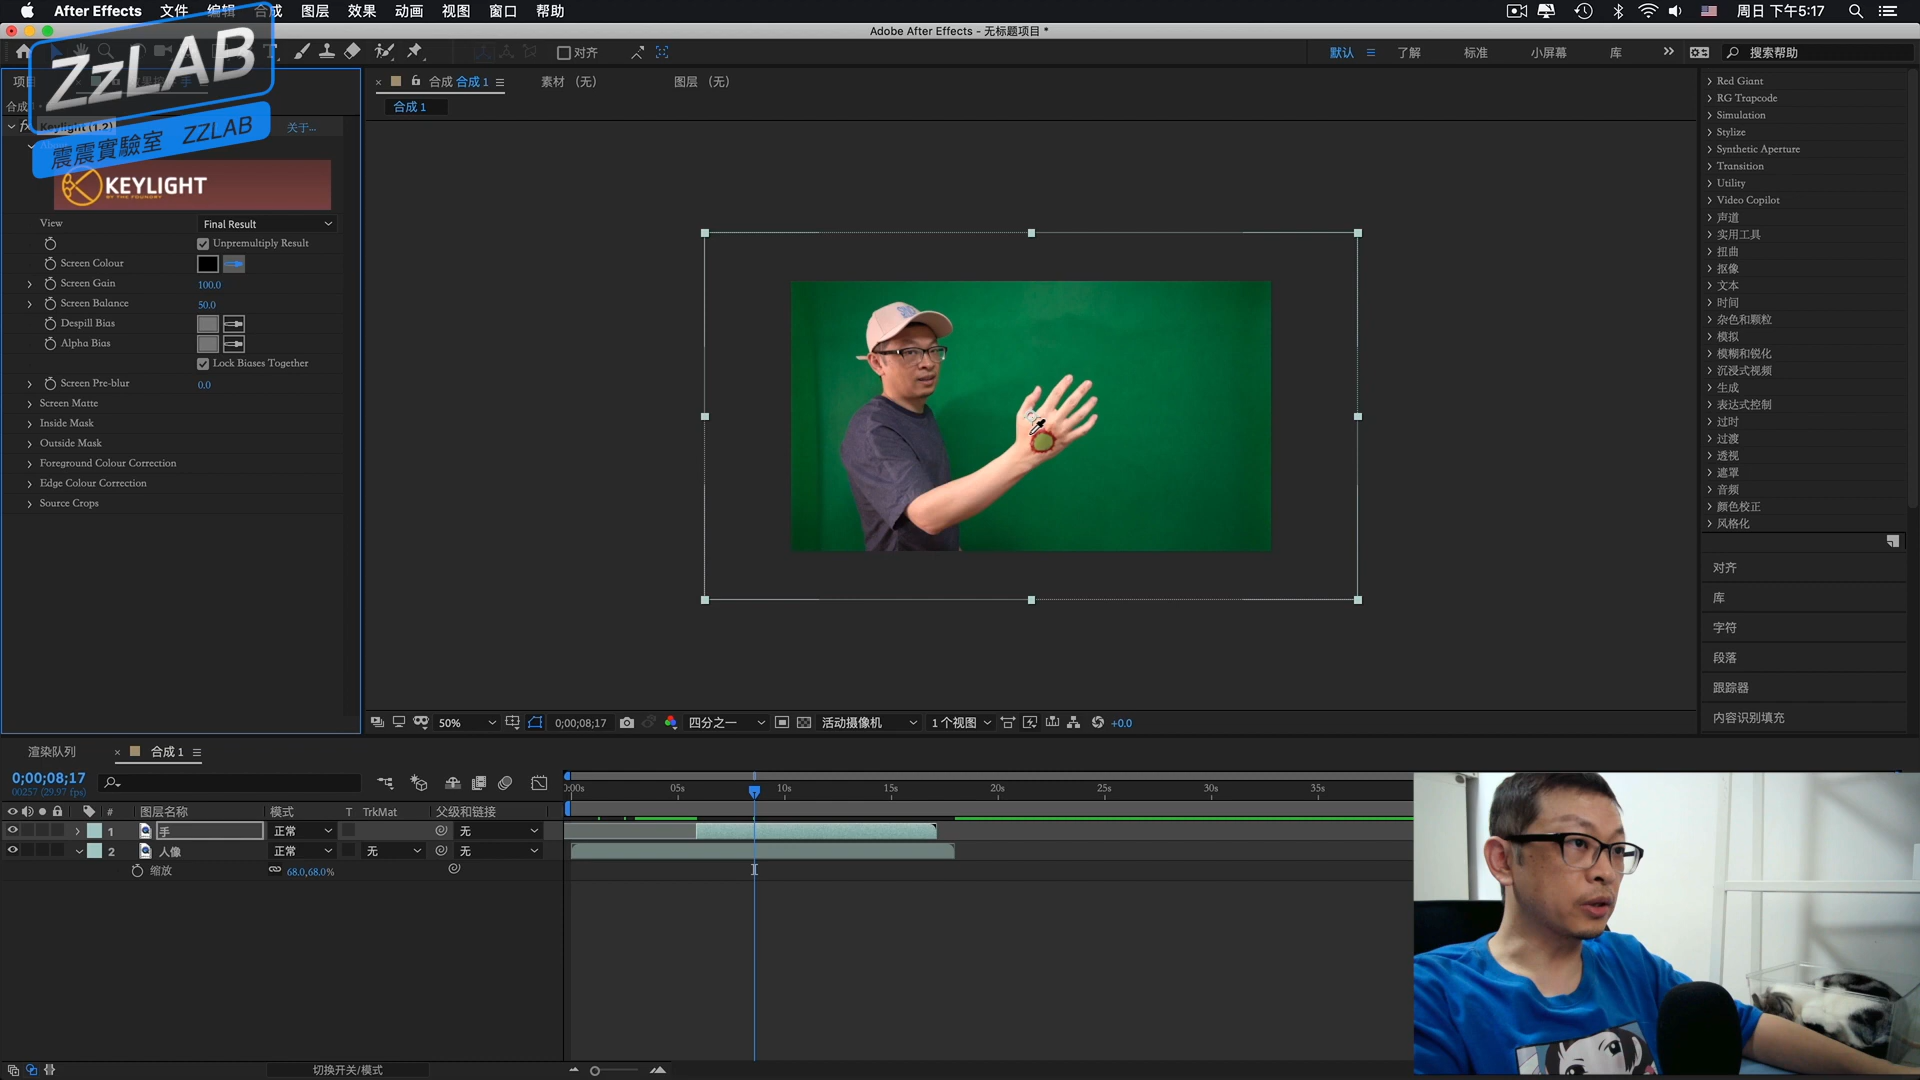 After Effects 文件 编辑 合成 图层 效果 动画 视图 窗口 帮助
周日 下午5:17
Adobe After Effects - 无标题项目 *
对齐
默认 了解 标准 小屏幕 库 搜索帮助
ZzLAB
震震實驗室 ZZLAB
合成 合成 1
素材 (无)
图层 (无)
合成 1
Keylight (1.2)
关于...
KEYLIGHT
BY THE FOUNDRY
View Final Result
Unpremultiply Result
Screen Colour
Screen Gain 100.0
Screen Balance 50.0
Despill Bias
Alpha Bias
Lock Biases Together
Screen Pre-blur 0.0
Screen Matte
Inside Mask
Outside Mask
Foreground Colour Correction
Edge Colour Correction
Source Crops
Red Giant
RG Trapcode
Simulation
Stylize
Synthetic Aperture
Transition
Utility
Video Copilot
声道
实用工具
扭曲
抠像
文本
时间
杂色和颗粒
模拟
模糊和锐化
沉浸式视频
生成
表达式控制
过时
过渡
透视
遮罩
音频
颜色校正
风格化
对齐
库
字符
段落
跟踪器
内容识别填充
50% 0;00;08;17 四分之一 活动摄像机 1 个视图 +0.0
渲染队列 合成 1
0;00;08;17
00257 (29.97 fps)
:00s 05s 10s 15s 20s 25s 30s 35s
# 图层名称 模式 T TrkMat 父级和链接
1 手 正常 无
2 人像 正常 无 无
缩放 68.0,68.0%
切换开关/模式